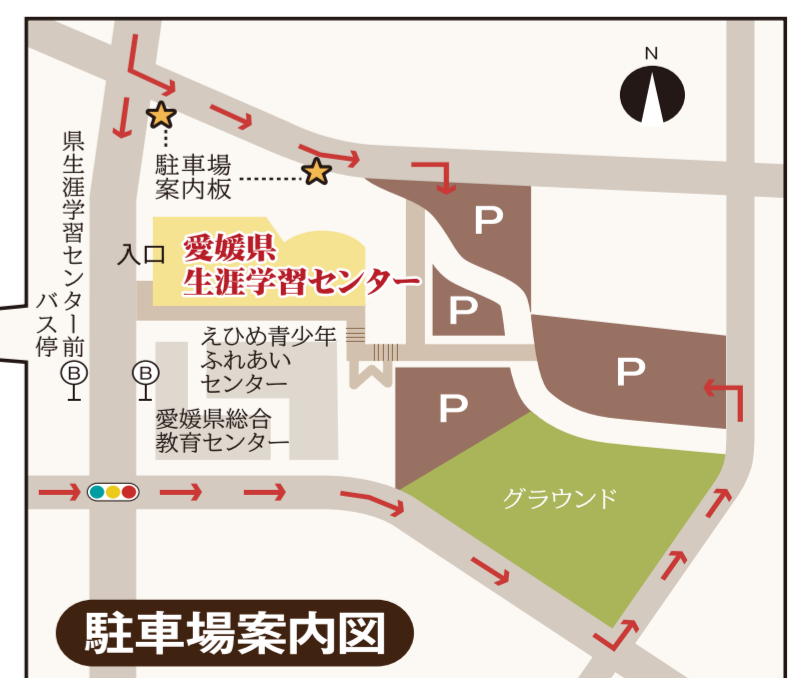 N
駐車場
案内板
県生涯学習センター前
バス停
B
B
入口
愛媛県
生涯学習センター
P
P
P
P
えひめ青少年
ふれあい
センター
愛媛県総合
教育センター
グラウンド
駐車場案内図